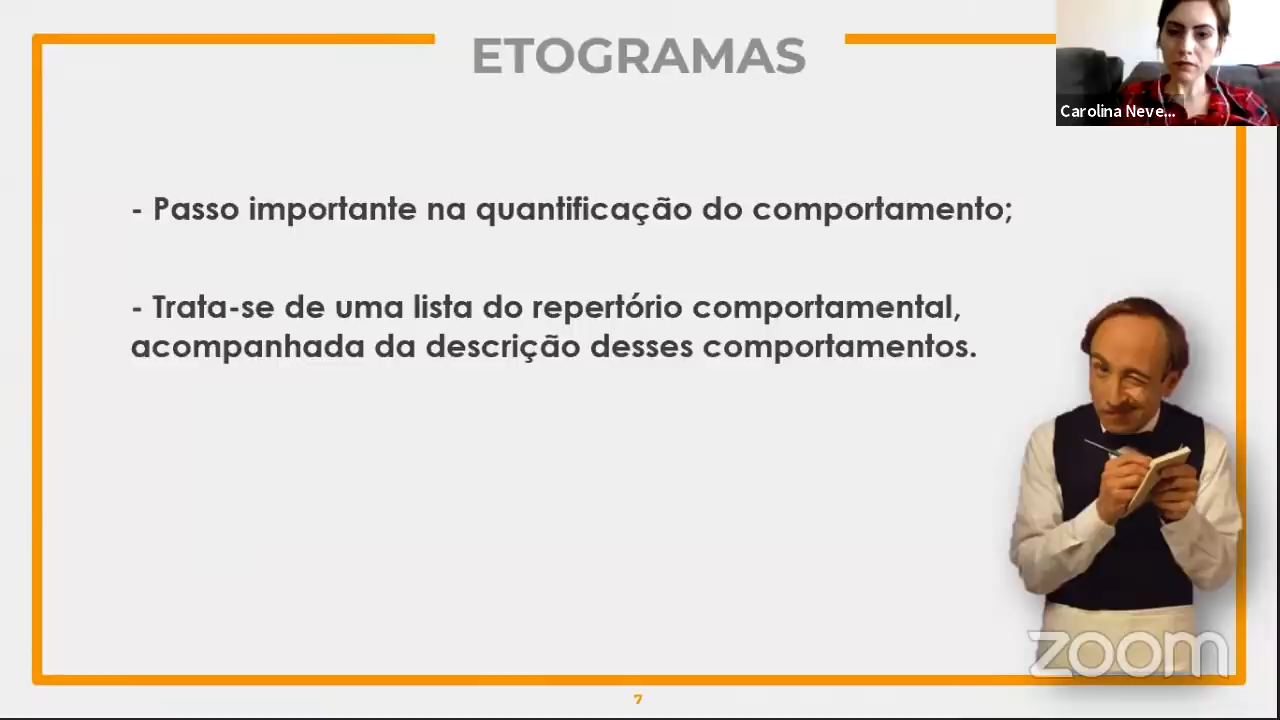 ETOGRAMAS
Carolina Neve...
- Passo importante na quantificação do comportamento;
- Trata-se de uma lista do repertório comportamental,
acompanhada da descrição desses comportamentos.
zoom
7